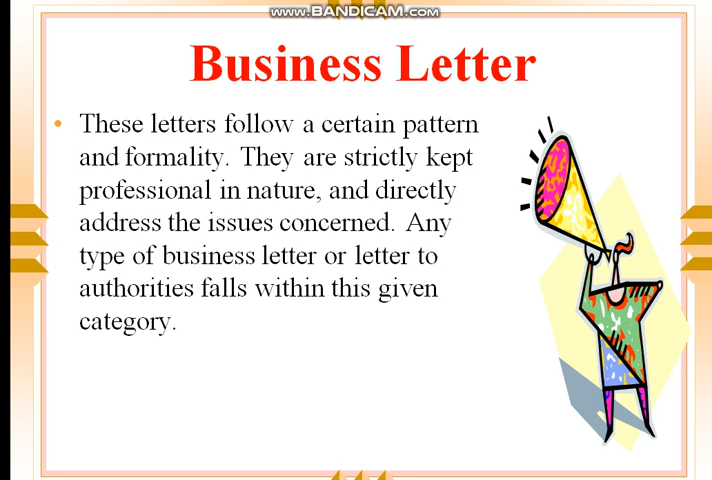 www.BANDICAM.com
Business Letter
• These letters follow a certain pattern
and formality. They are strictly kept
professional in nature, and directly
address the issues concerned. Any
type of business letter or letter to
authorities falls within this given
category.